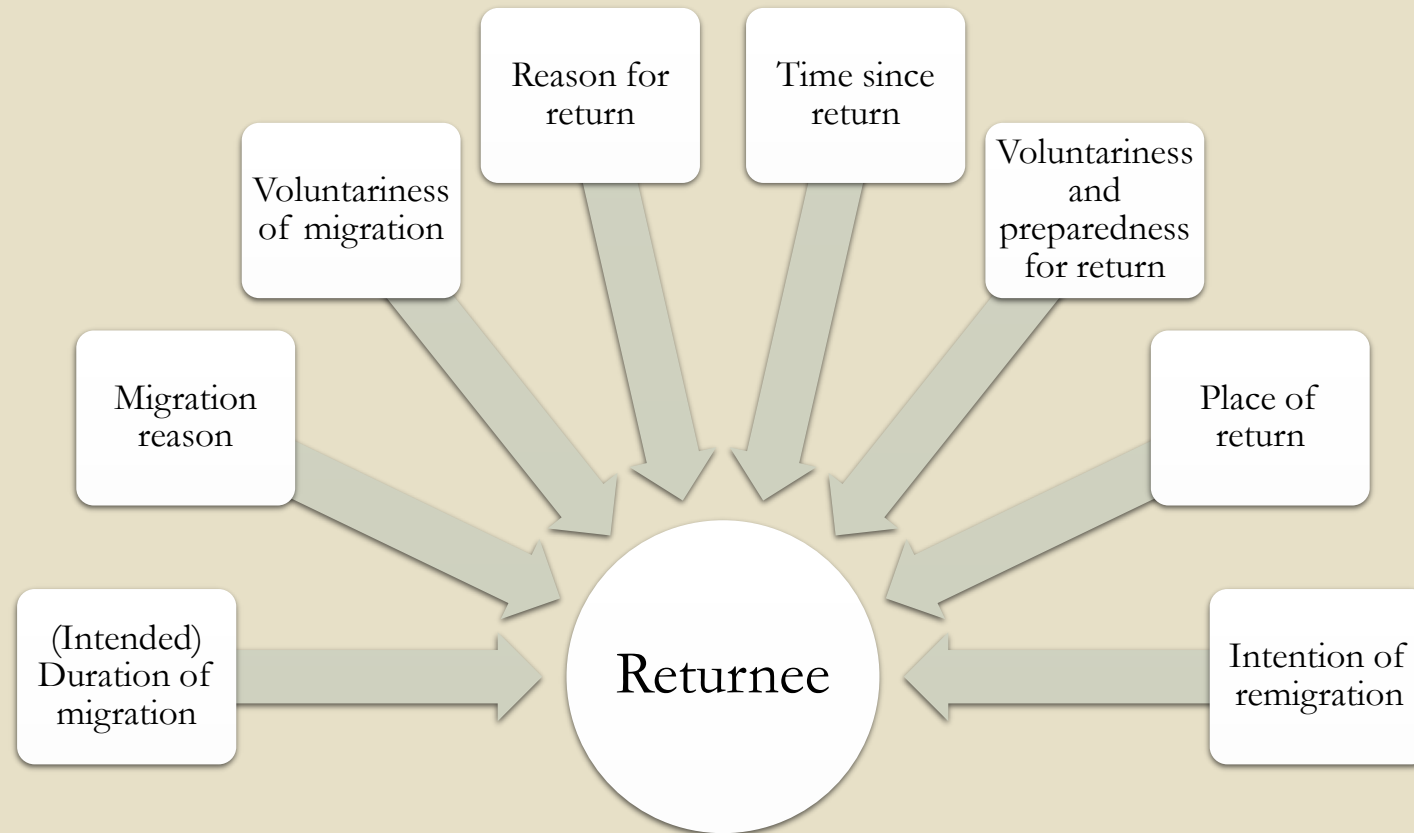 Reason for
return
Time since
return
Voluntariness
of migration
Voluntariness
and
preparedness
for return
Migration
reason
Place of
return
(Intended)
Duration of
migration
Returnee
Intention of
remigration